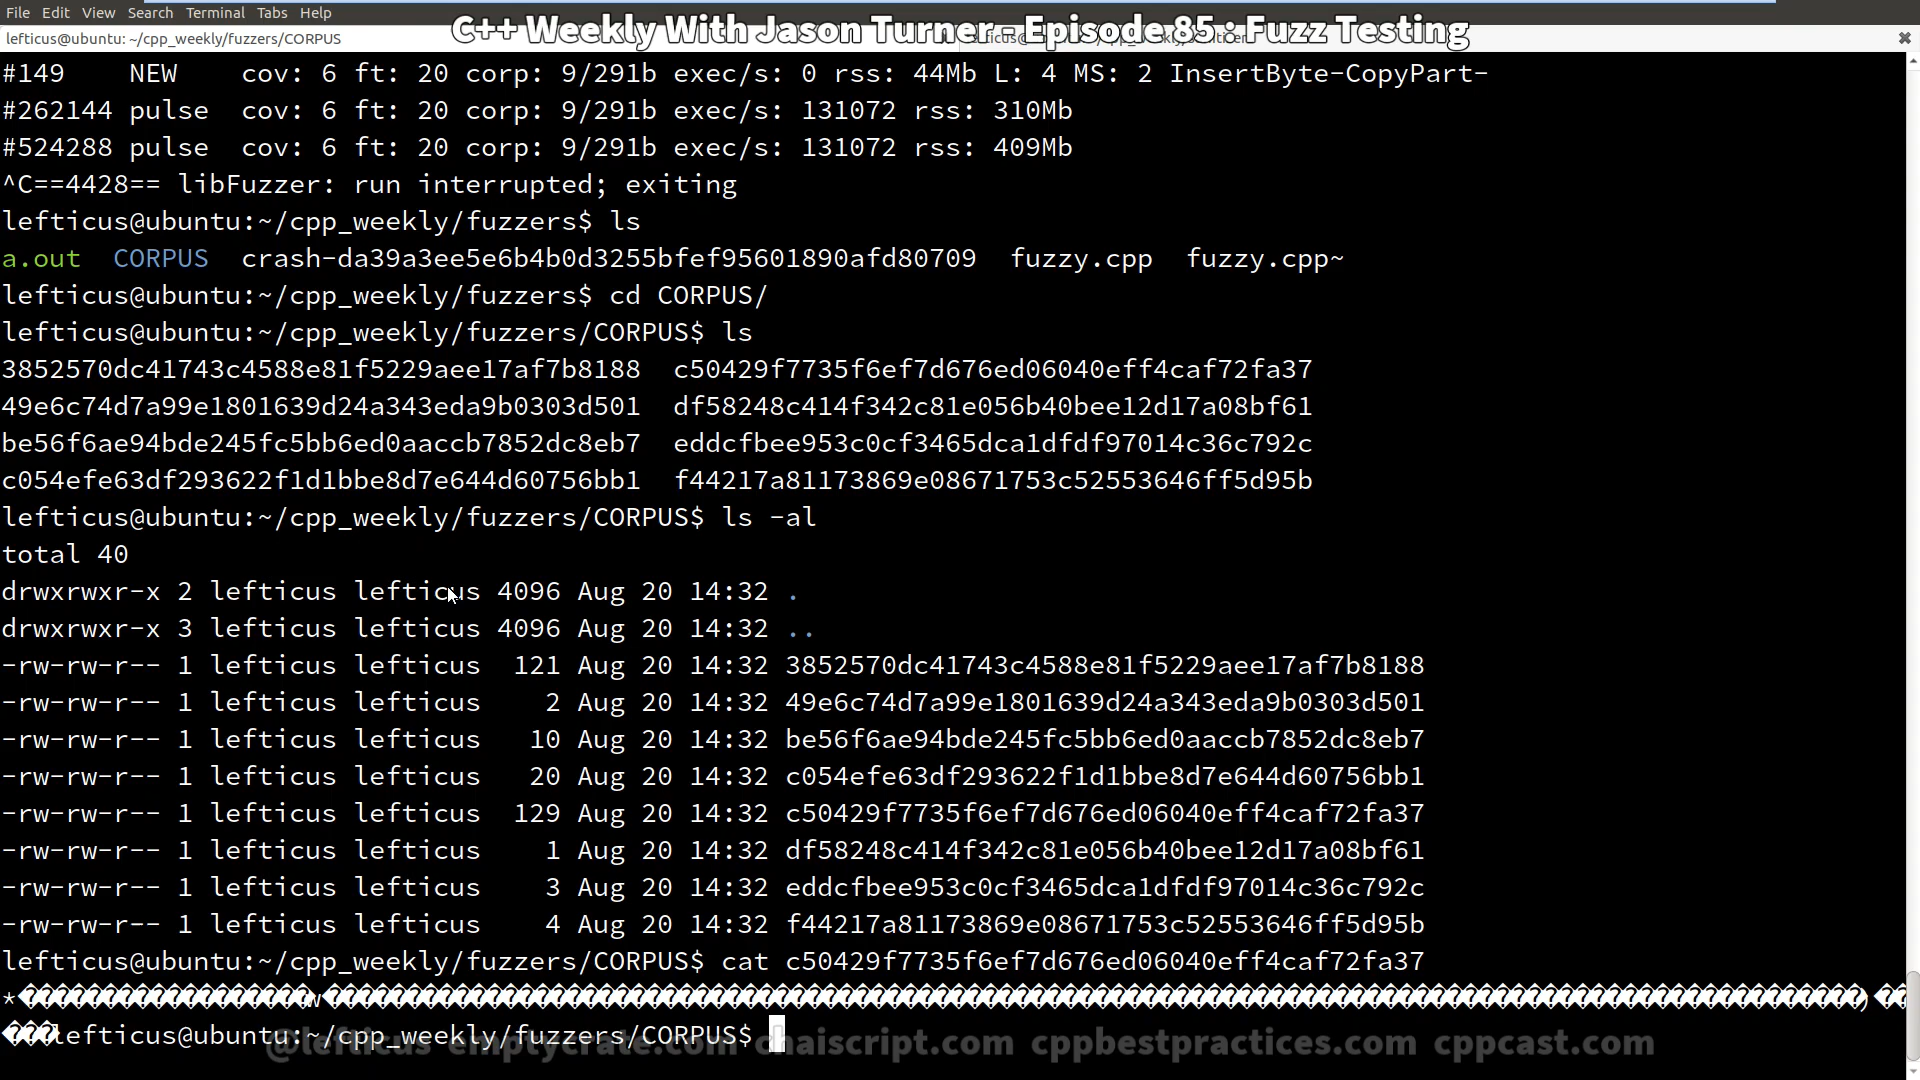 File Edit View Search Terminal Tabs Help
C++ Weekly With Jason Turner - Episode 85 : Fuzz Testing
lefticus@ubuntu: ~/cpp_weekly/fuzzers/CORPUS
#149    NEW    cov: 6 ft: 20 corp: 9/291b exec/s: 0 rss: 44Mb L: 4 MS: 2 InsertByte-CopyPart-
#262144 pulse  cov: 6 ft: 20 corp: 9/291b exec/s: 131072 rss: 310Mb
#524288 pulse  cov: 6 ft: 20 corp: 9/291b exec/s: 131072 rss: 409Mb
^C==4428== libFuzzer: run interrupted; exiting
lefticus@ubuntu:~/cpp_weekly/fuzzers$ ls
a.out  CORPUS  crash-da39a3ee5e6b4b0d3255bfef95601890afd80709  fuzzy.cpp  fuzzy.cpp~
lefticus@ubuntu:~/cpp_weekly/fuzzers$ cd CORPUS/
lefticus@ubuntu:~/cpp_weekly/fuzzers/CORPUS$ ls
3852570dc41743c4588e81f5229aee17af7b8188  c50429f7735f6ef7d676ed06040eff4caf72fa37
49e6c74d7a99e1801639d24a343eda9b0303d501  df58248c414f342c81e056b40bee12d17a08bf61
be56f6ae94bde245fc5bb6ed0aaccb7852dc8eb7  eddcfbee953c0cf3465dca1dfdf97014c36c792c
c054efe63df293622f1d1bbe8d7e644d60756bb1  f44217a81173869e08671753c52553646ff5d95b
lefticus@ubuntu:~/cpp_weekly/fuzzers/CORPUS$ ls -al
total 40
drwxrwxr-x 2 lefticus lefticus 4096 Aug 20 14:32 .
drwxrwxr-x 3 lefticus lefticus 4096 Aug 20 14:32 ..
-rw-rw-r-- 1 lefticus lefticus  121 Aug 20 14:32 3852570dc41743c4588e81f5229aee17af7b8188
-rw-rw-r-- 1 lefticus lefticus    2 Aug 20 14:32 49e6c74d7a99e1801639d24a343eda9b0303d501
-rw-rw-r-- 1 lefticus lefticus   10 Aug 20 14:32 be56f6ae94bde245fc5bb6ed0aaccb7852dc8eb7
-rw-rw-r-- 1 lefticus lefticus   20 Aug 20 14:32 c054efe63df293622f1d1bbe8d7e644d60756bb1
-rw-rw-r-- 1 lefticus lefticus  129 Aug 20 14:32 c50429f7735f6ef7d676ed06040eff4caf72fa37
-rw-rw-r-- 1 lefticus lefticus    1 Aug 20 14:32 df58248c414f342c81e056b40bee12d17a08bf61
-rw-rw-r-- 1 lefticus lefticus    3 Aug 20 14:32 eddcfbee953c0cf3465dca1dfdf97014c36c792c
-rw-rw-r-- 1 lefticus lefticus    4 Aug 20 14:32 f44217a81173869e08671753c52553646ff5d95b
lefticus@ubuntu:~/cpp_weekly/fuzzers/CORPUS$ cat c50429f7735f6ef7d676ed06040eff4caf72fa37
lefticus@ubuntu:~/cpp_weekly/fuzzers/CORPUS$
@lefticus emptycrate.com chaiscript.com cppbestpractices.com cppcast.com